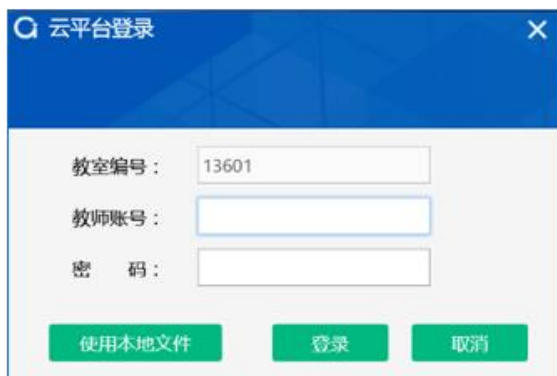 云平台登录
教室编号： 13601
教师账号：
密 码：
使用本地文件 登录 取消